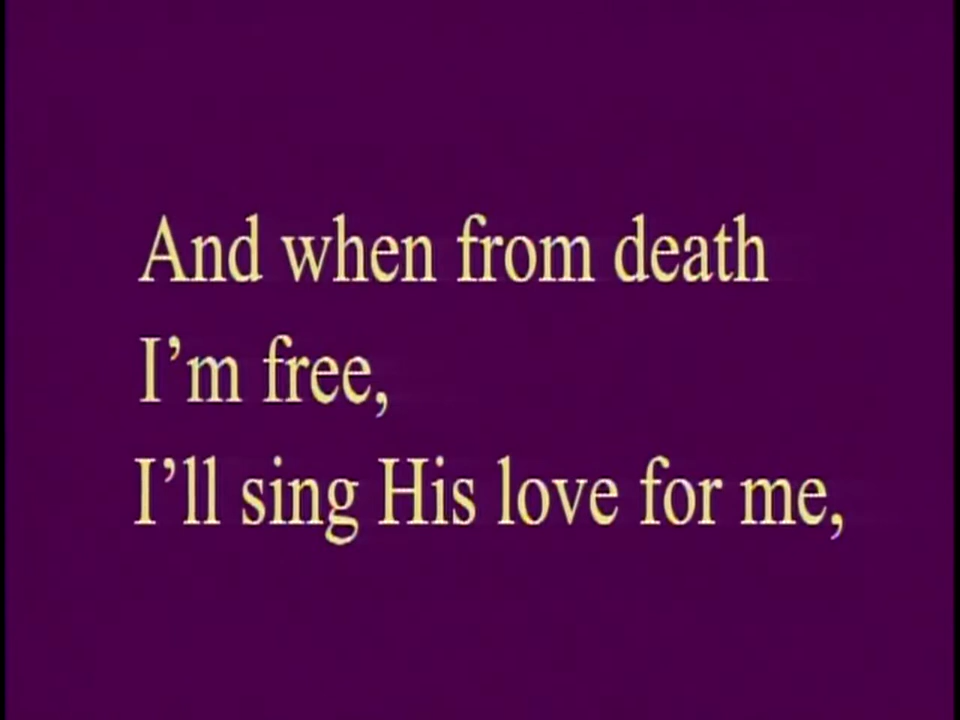 And when from death
I’m free,
I’ll sing His love for me,